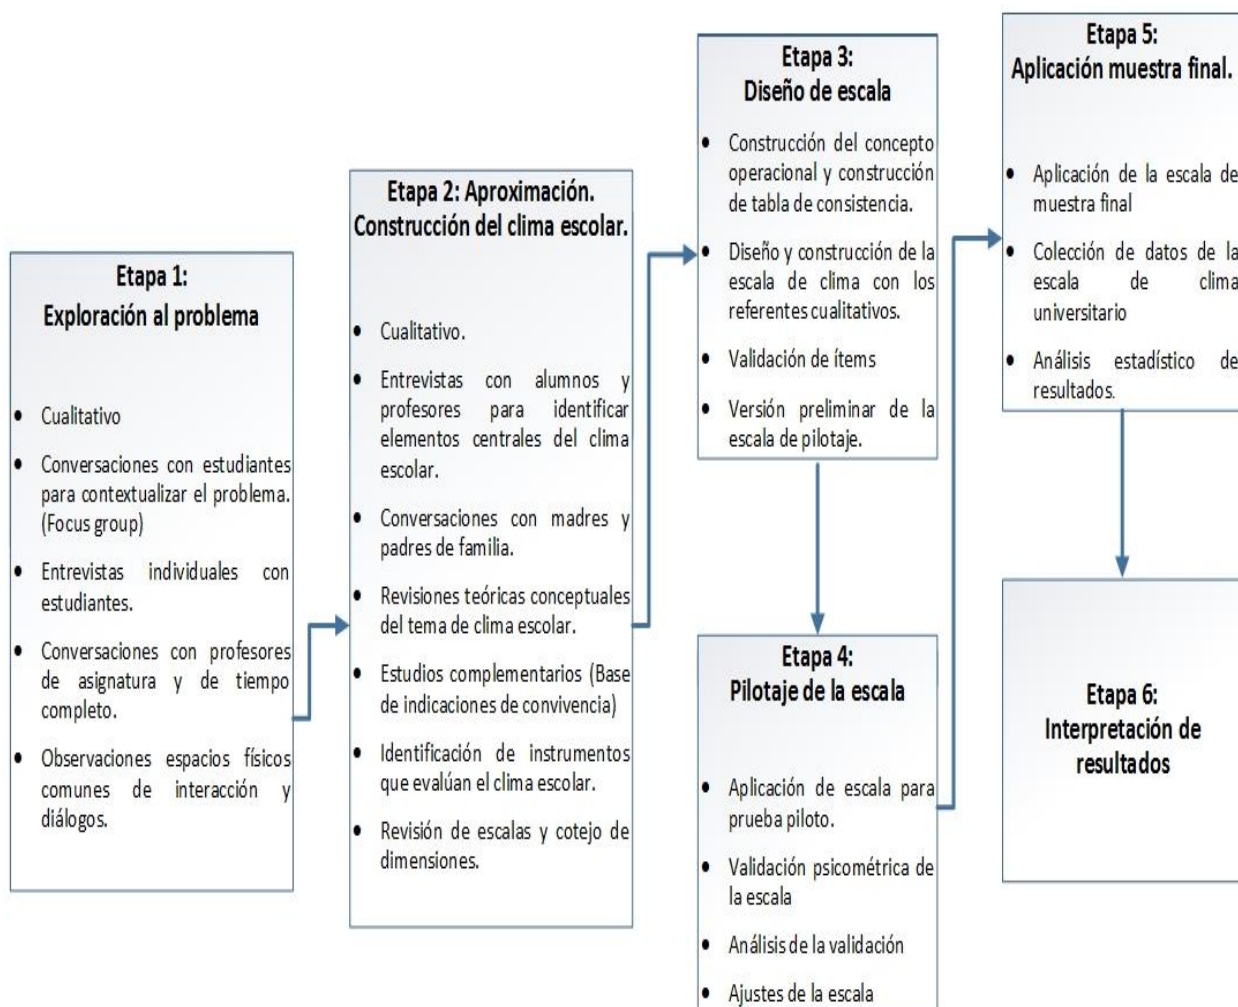 Etapa 1:
Exploración al problema
• Cualitativo
• Conversaciones con estudiantes
para contextualizar el problema.
(Focus group)
• Entrevistas individuales con
estudiantes.
• Conversaciones con profesores
de asignatura y de tiempo
completo.
• Observaciones espacios físicos
comunes de interacción y
diálogos.
Etapa 2: Aproximación.
Construcción del clima escolar.
• Cualitativo.
• Entrevistas con alumnos y
profesores para identificar
elementos centrales del clima
escolar.
• Conversaciones con madres y
padres de familia.
• Revisiones teóricas conceptuales
del tema de clima escolar.
• Estudios complementarios (Base
de indicaciones de convivencia)
• Identificación de instrumentos
que evalúan el clima escolar.
• Revisión de escalas y cotejo de
dimensiones.
Etapa 3:
Diseño de escala
• Construcción del concepto
operacional y construcción
de tabla de consistencia.
• Diseño y construcción de la
escala de clima con los
referentes cualitativos.
• Validación de ítems
• Versión preliminar de la
escala de pilotaje.
Etapa 4:
Pilotaje de la escala
• Aplicación de escala para
prueba piloto.
• Validación psicométrica de
la escala
• Análisis de la validación
• Ajustes de la escala
Etapa 5:
Aplicación muestra final.
• Aplicación de la escala de
muestra final
• Colección de datos de la
escala de clima
universitario
• Análisis estadístico de
resultados.
Etapa 6:
Interpretación de
resultados